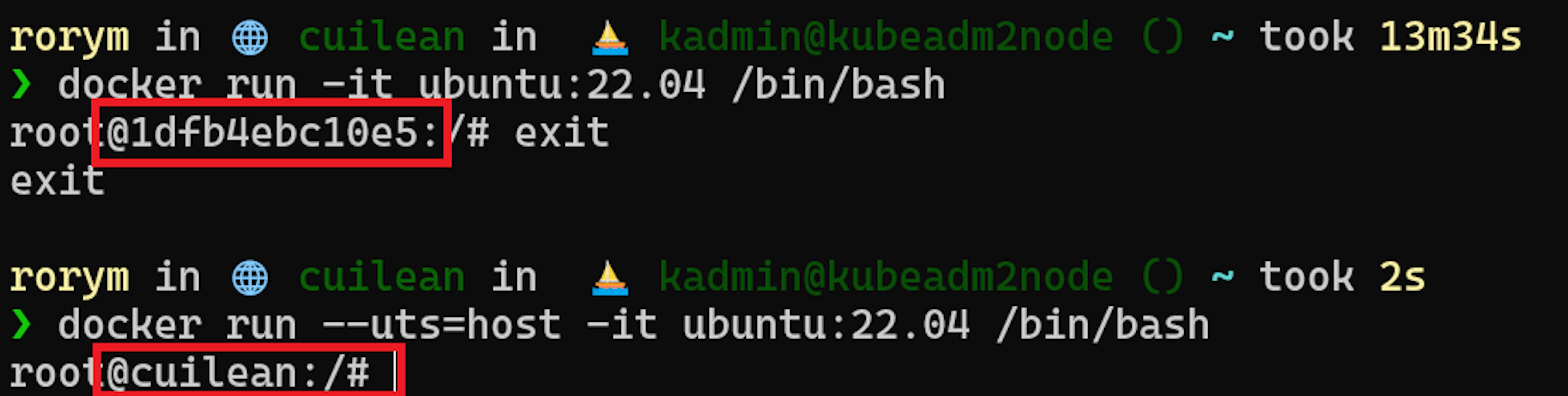 rorym in 🌐 cuilean in ⛵ kadmin@kubeadm2node () ~ took 13m34s
❯ docker run -it ubuntu:22.04 /bin/bash
root@1dfb4ebc10e5:/# exit
exit
rorym in 🌐 cuilean in ⛵ kadmin@kubeadm2node () ~ took 2s
❯ docker run --uts=host -it ubuntu:22.04 /bin/bash
root@cuilean:/#